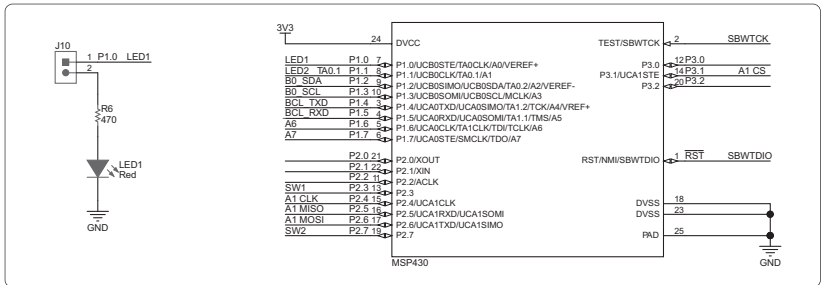 J10
1 P1.0 LED1
2
R6
470
LED1
Red
GND
3V3
24 DVCC
LED1 P1.0 7 P1.0/UCB0STE/TA0CLK/A0/VEREF+
LED2 TA0.1 P1.1 8 P1.1/UCB0CLK/TA0.1/A1
B0_SDA P1.2 9 P1.2/UCB0SIMO/UCB0SDA/TA0.2/A2/VEREF-
B0_SCL P1.3 10 P1.3/UCB0SOMI/UCB0SCL/MCLK/A3
BCL_TXD P1.4 3 P1.4/UCA0TXD/UCA0SIMO/TA1.2/TCK/A4/VREF+
BCL_RXD P1.5 4 P1.5/UCA0RXD/UCA0SOMI/TA1.1/TMS/A5
A6 P1.6 5 P1.6/UCA0CLK/TA1CLK/TDI/TCLK/A6
A7 P1.7 6 P1.7/UCA0STE/SMCLK/TDO/A7
P2.0 21 P2.0/XOUT
P2.1 22 P2.1/XIN
P2.2 11 P2.2/ACLK
SW1 P2.3 13 P2.3
A1 CLK P2.4 15 P2.4/UCA1CLK
A1 MISO P2.5 16 P2.5/UCA1RXD/UCA1SOMI
A1 MOSI P2.6 17 P2.6/UCA1TXD/UCA1SIMO
SW2 P2.7 19 P2.7
TEST/SBWTCK 2 SBWTCK
P3.0 12 P3.0
P3.1/UCA1STE 14 P3.1 A1 CS
P3.2 20 P3.2
RST/NMI/SBWTDIO 1 RST SBWTDIO
DVSS 18
DVSS 23
PAD 25
GND
MSP430